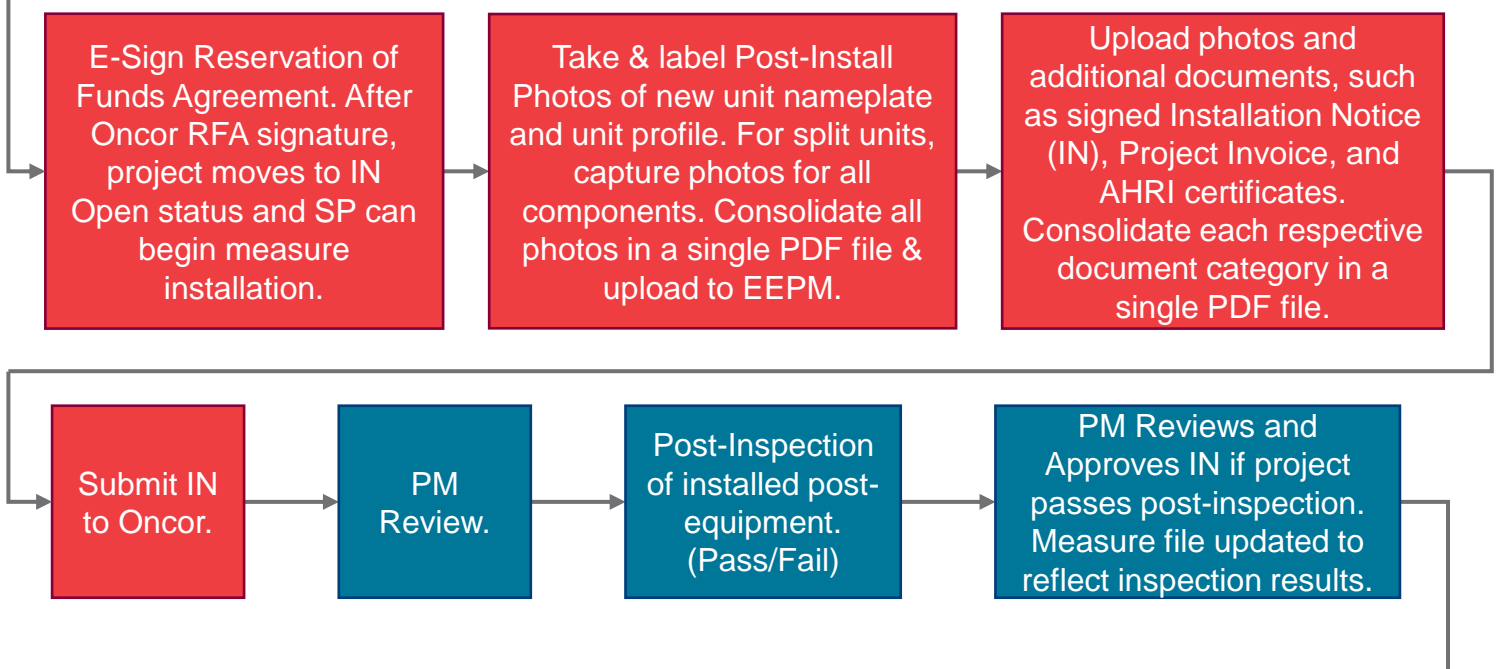 E-Sign Reservation of
Funds Agreement. After
Oncor RFA signature,
project moves to IN
Open status and SP can
begin measure
installation.
Take & label Post-Install
Photos of new unit nameplate
and unit profile. For split units,
capture photos for all
components. Consolidate all
photos in a single PDF file &
upload to EEPM.
Upload photos and
additional documents, such
as signed Installation Notice
(IN), Project Invoice, and
AHRI certificates.
Consolidate each respective
document category in a
single PDF file.
Submit IN
to Oncor.
PM
Review.
Post-Inspection
of installed post-
equipment.
(Pass/Fail)
PM Reviews and
Approves IN if project
passes post-inspection.
Measure file updated to
reflect inspection results.